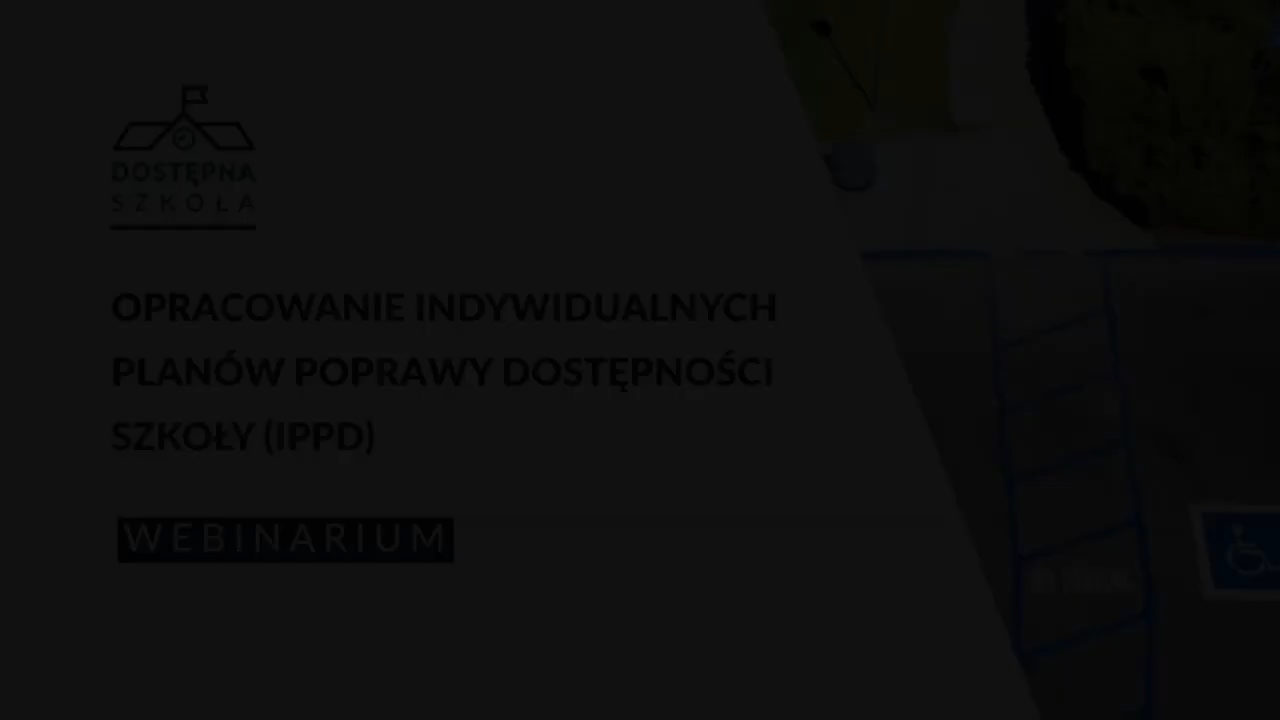 DOSTĘPNA
SZKOŁA
OPRACOWANIE INDYWIDUALNYCH
PLANÓW POPRAWY DOSTĘPNOŚCI
SZKOŁY (IPPD)
WEBINARIUM